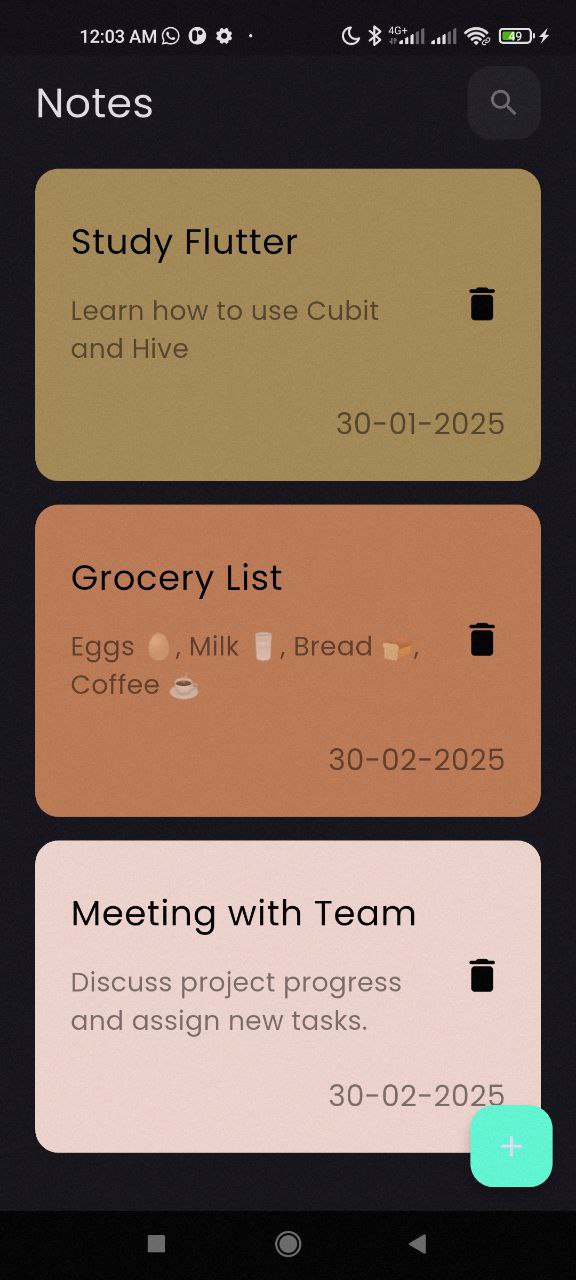 12:03 AM 4G+ 49
Notes
Study Flutter
Learn how to use Cubit
and Hive
30-01-2025
Grocery List
Eggs 🥚, Milk 🥛, Bread 🍞,
Coffee ☕
30-02-2025
Meeting with Team
Discuss project progress
and assign new tasks.
30-02-2025